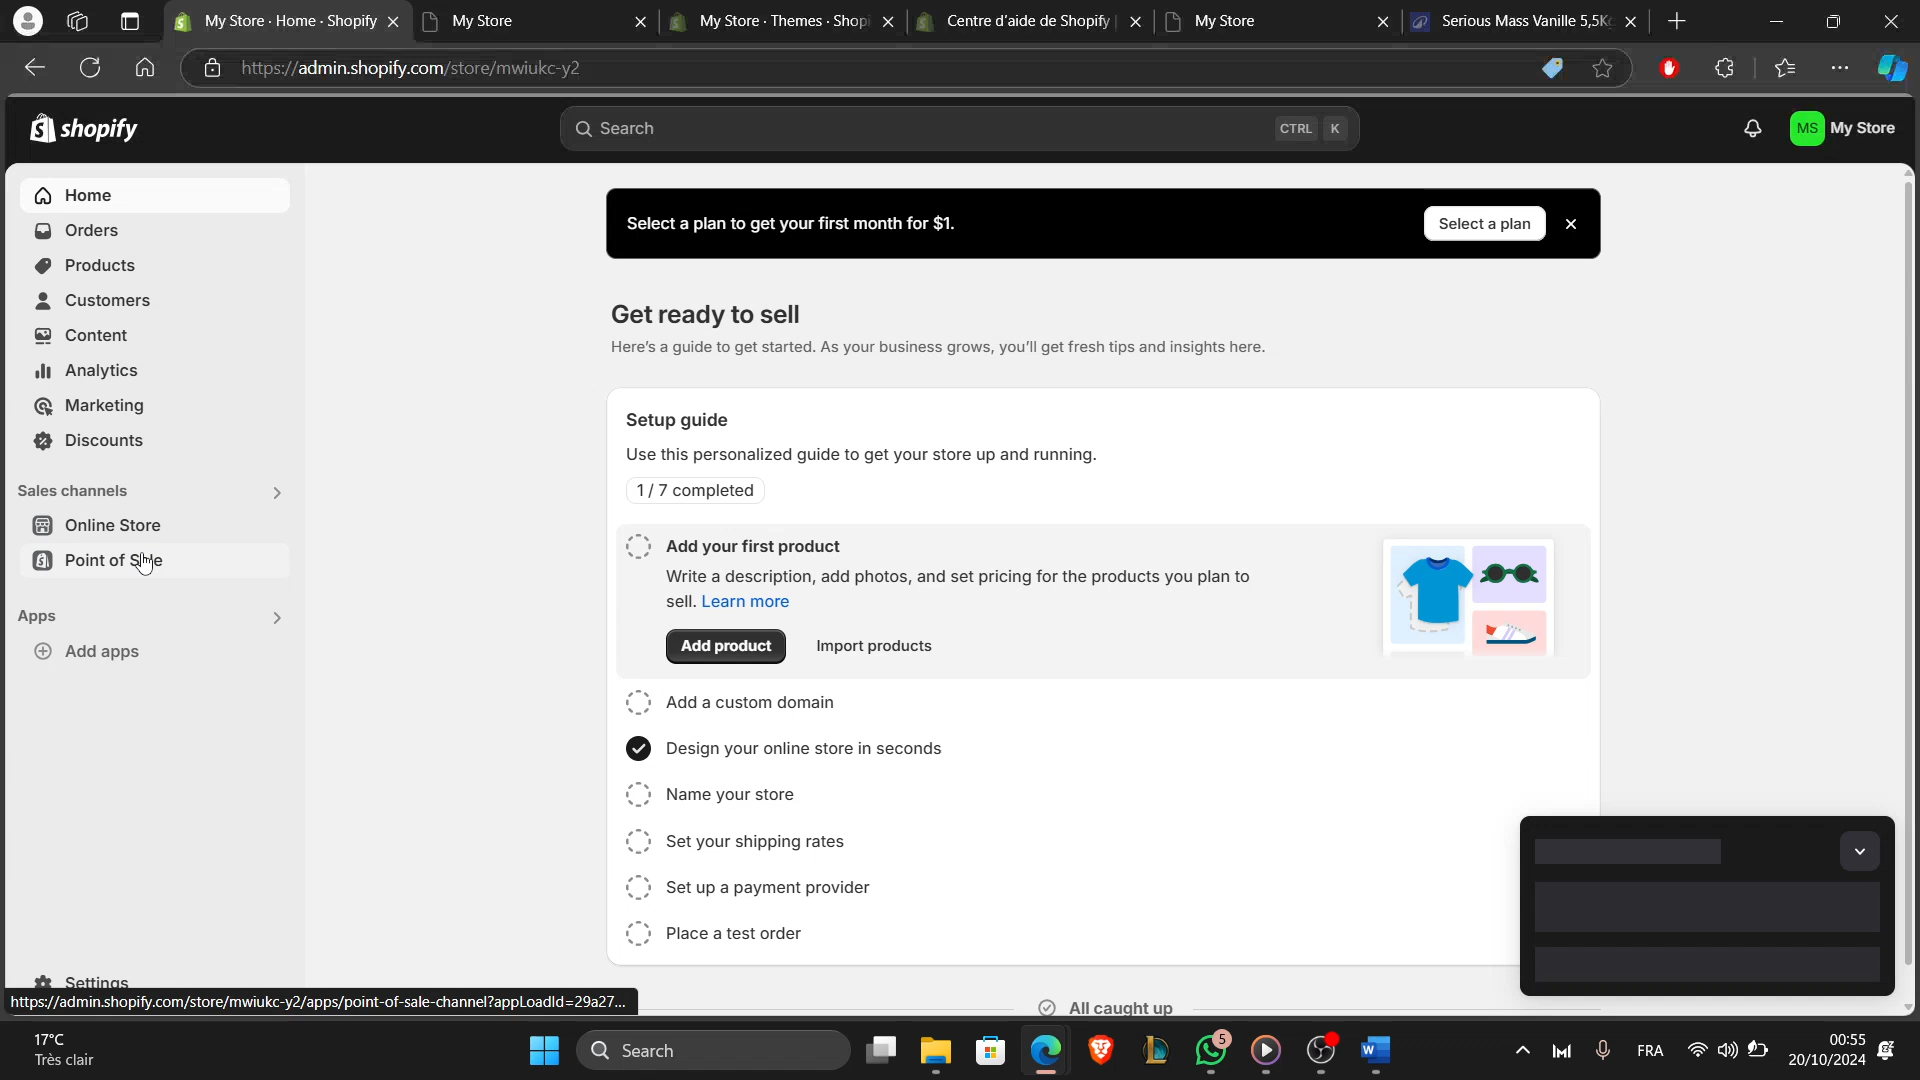 My Store · Home · Shopify
My Store
My Store · Themes · Shopi
Centre d'aide de Shopify
My Store
Serious Mass Vanille 5,5K
https://admin.shopify.com/store/mwiukc-y2
shopify
Search
CTRL K
MS My Store
Home
Orders
Products
Customers
Content
Analytics
Marketing
Discounts
Sales channels
Online Store
Point of Sale
Apps
Add apps
Settings
Select a plan to get your first month for $1.
Select a plan
Get ready to sell
Here's a guide to get started. As your business grows, you'll get fresh tips and insights here.
Setup guide
Use this personalized guide to get your store up and running.
1 / 7 completed
Add your first product
Write a description, add photos, and set pricing for the products you plan to
sell. Learn more
Add product
Import products
Add a custom domain
Design your online store in seconds
Name your store
Set your shipping rates
Set up a payment provider
Place a test order
All caught up
https://admin.shopify.com/store/mwiukc-y2/apps/point-of-sale-channel?appLoadId=29a27...
17°C
Très clair
Search
5
FRA
00:55
20/10/2024